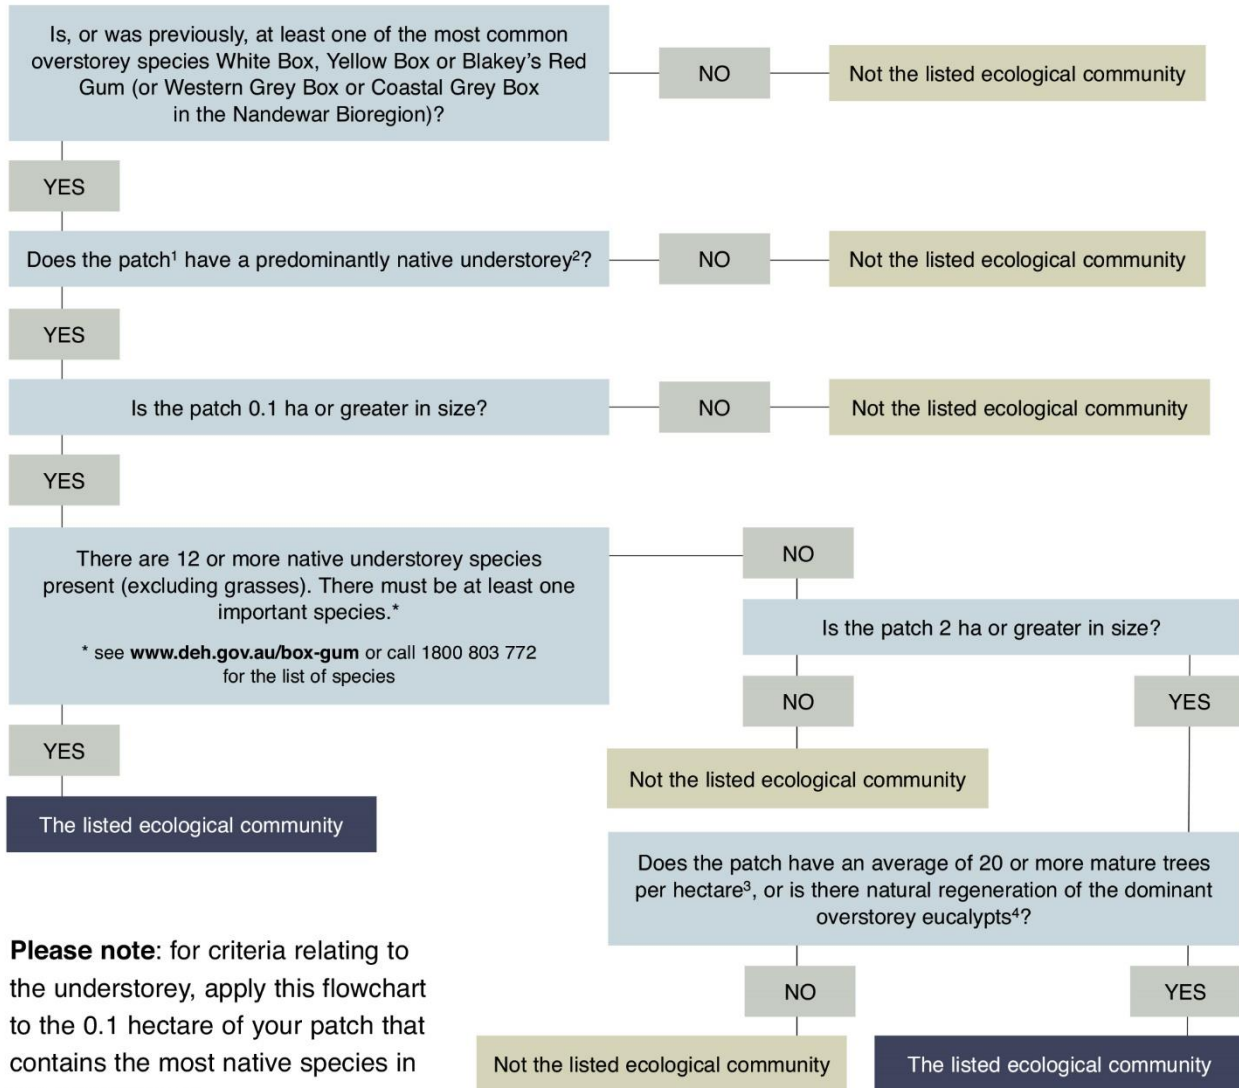 Is, or was previously, at least one of the most common
overstorey species White Box, Yellow Box or Blakey's Red
Gum (or Western Grey Box or Coastal Grey Box
in the Nandewar Bioregion)?
NO
Not the listed ecological community
YES
Does the patch¹ have a predominantly native understorey²?
NO
Not the listed ecological community
YES
Is the patch 0.1 ha or greater in size?
NO
Not the listed ecological community
YES
There are 12 or more native understorey species
present (excluding grasses). There must be at least one
important species.*
* see www.deh.gov.au/box-gum or call 1800 803 772
for the list of species
NO
Is the patch 2 ha or greater in size?
NO
YES
Not the listed ecological community
YES
The listed ecological community
Does the patch have an average of 20 or more mature trees
per hectare³, or is there natural regeneration of the dominant
overstorey eucalypts⁴?
NO
YES
Not the listed ecological community
The listed ecological community
Please note: for criteria relating to
the understorey, apply this flowchart
to the 0.1 hectare of your patch that
contains the most native species in